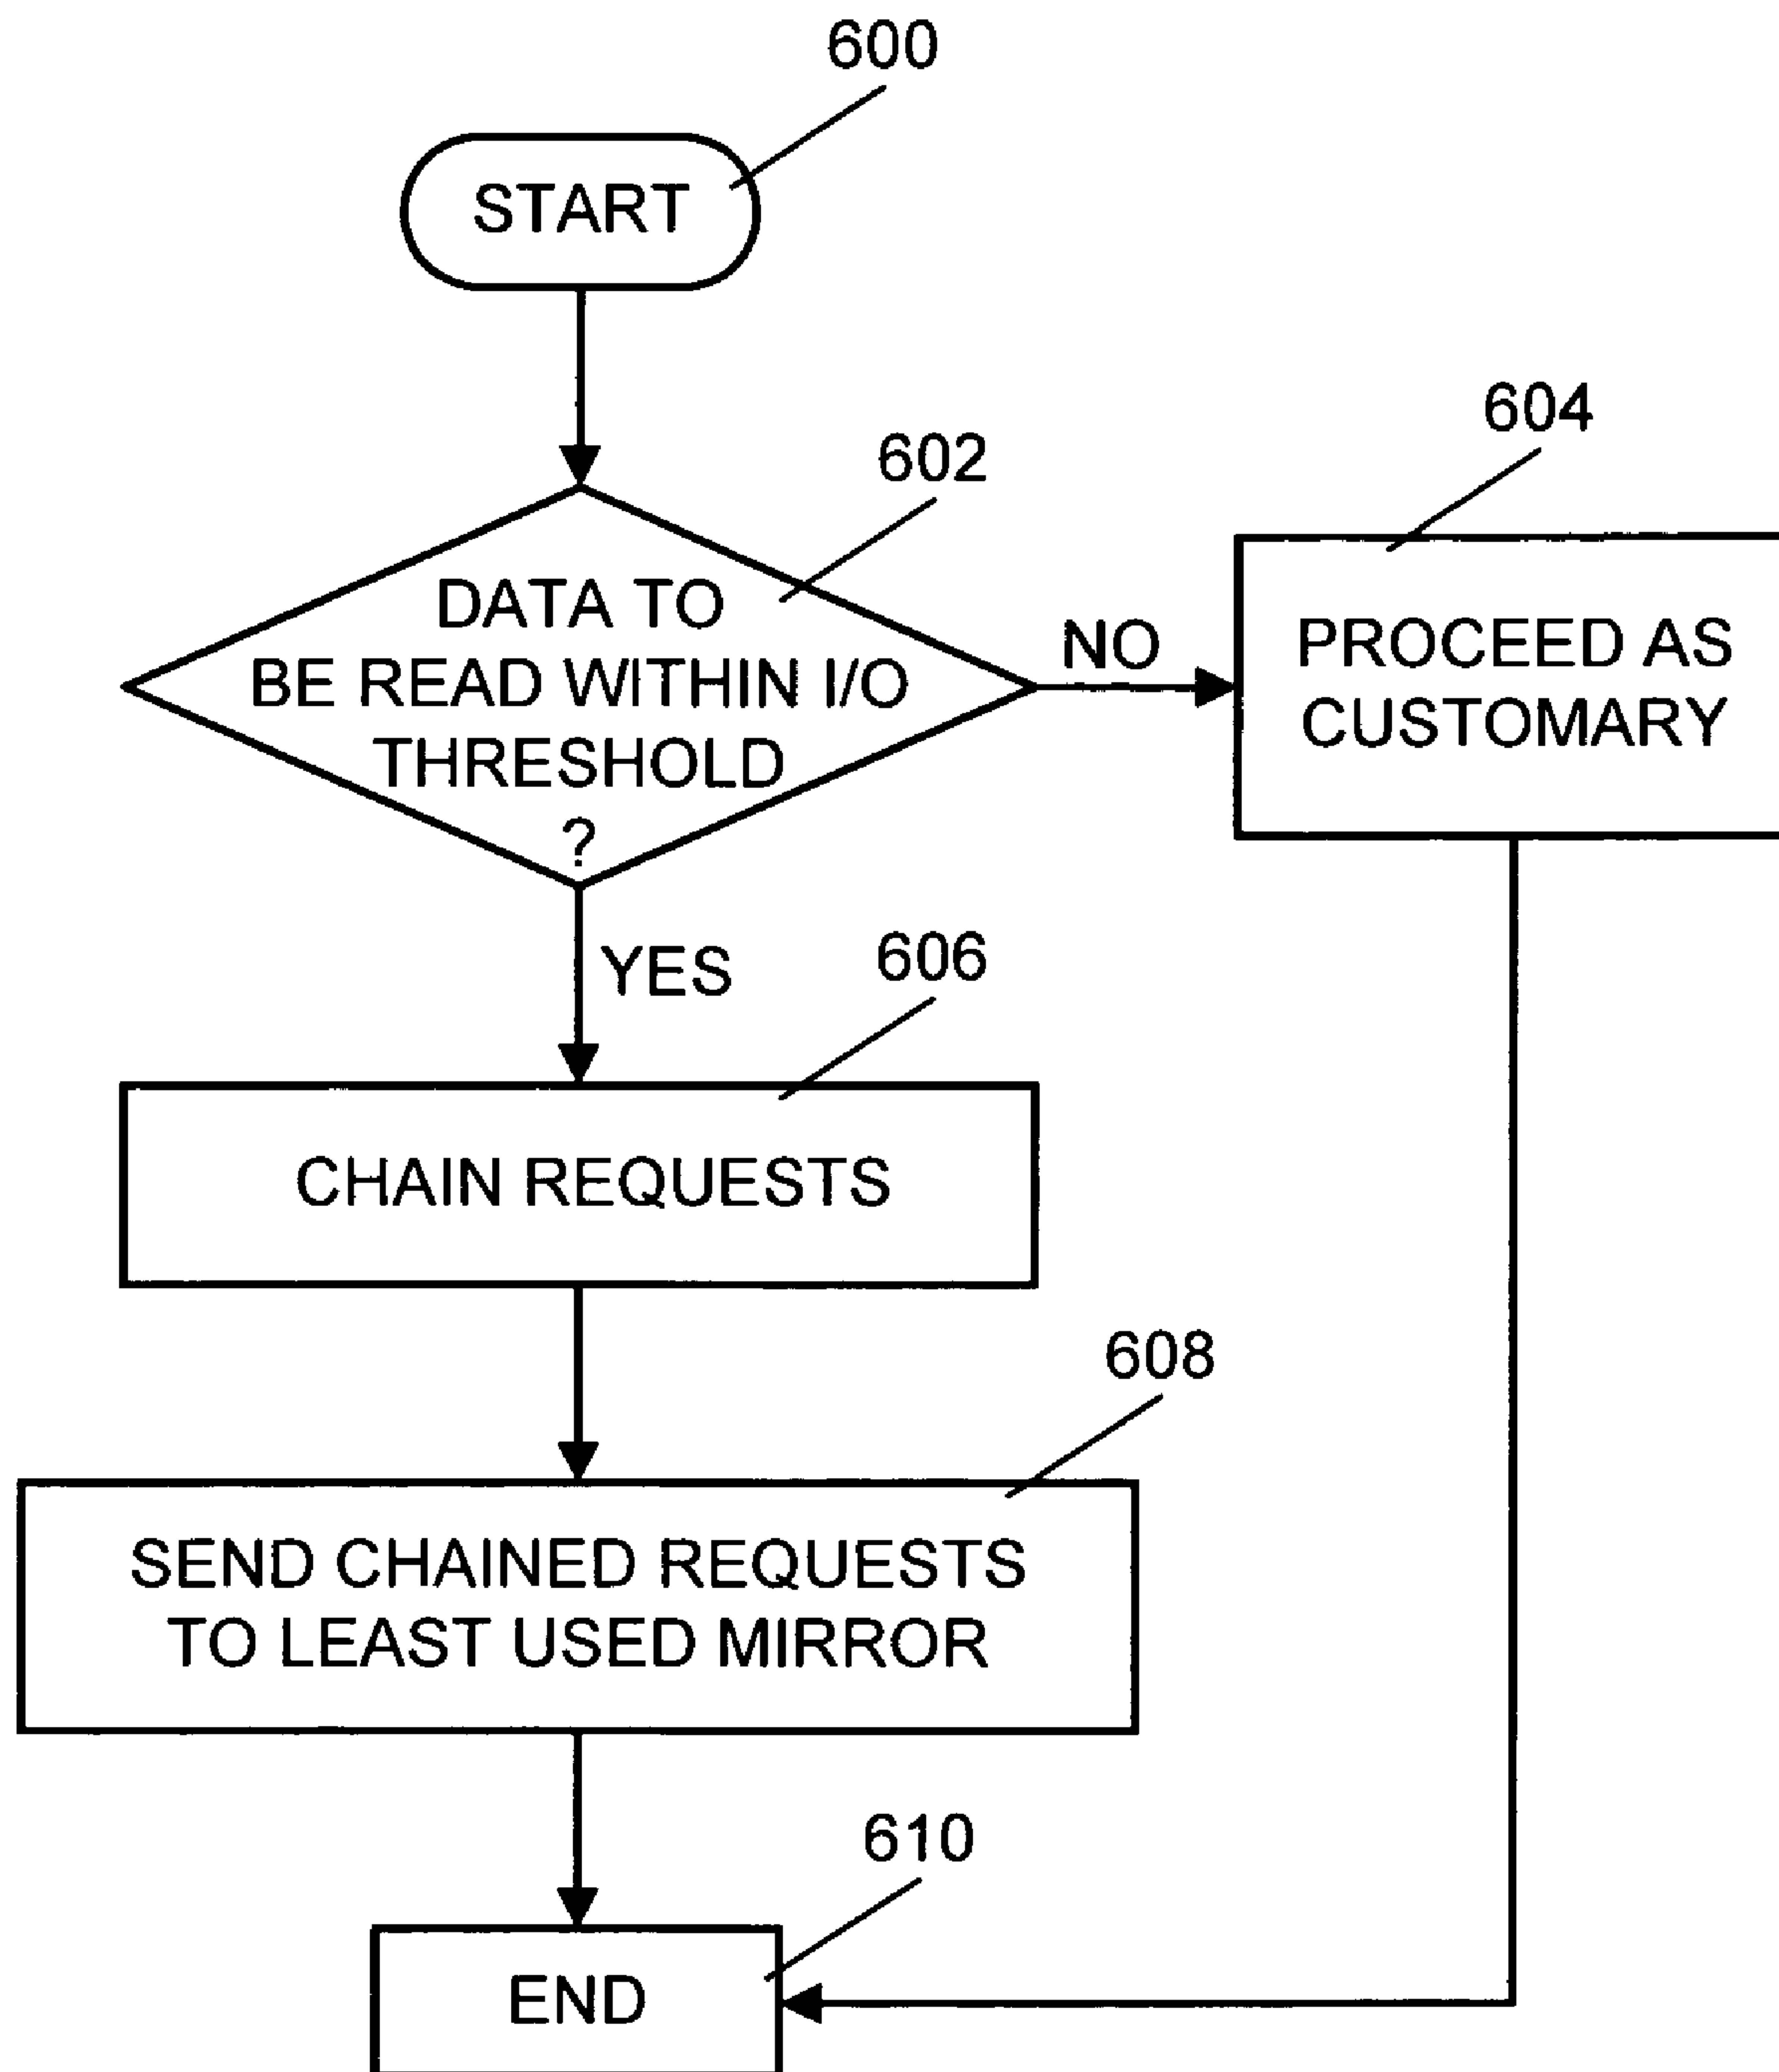 600
START
602
DATA TO
BE READ WITHIN I/O
THRESHOLD
?
NO
604
PROCEED AS
CUSTOMARY
YES
606
CHAIN REQUESTS
608
SEND CHAINED REQUESTS
TO LEAST USED MIRROR
610
END